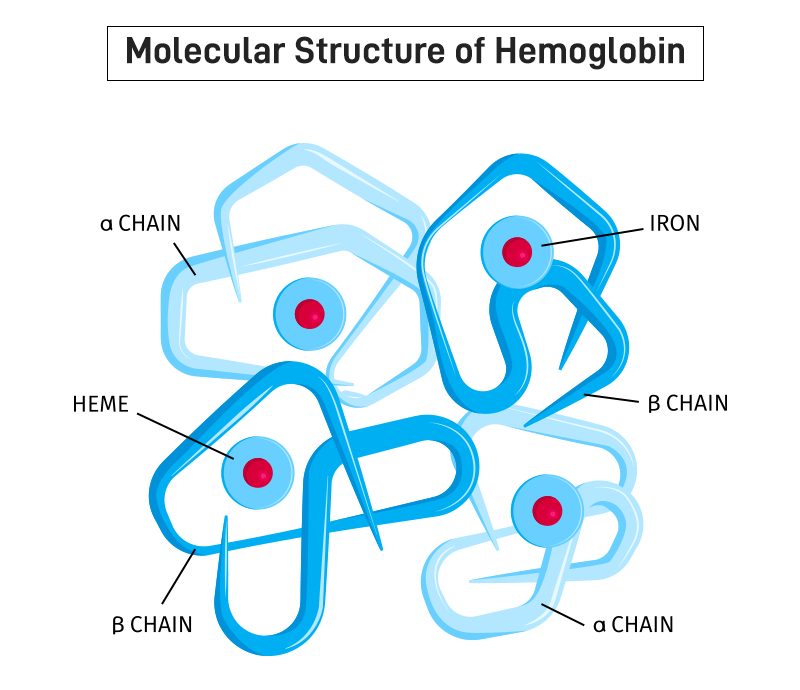 Molecular Structure of Hemoglobin
α CHAIN
IRON
HEME
β CHAIN
β CHAIN
α CHAIN